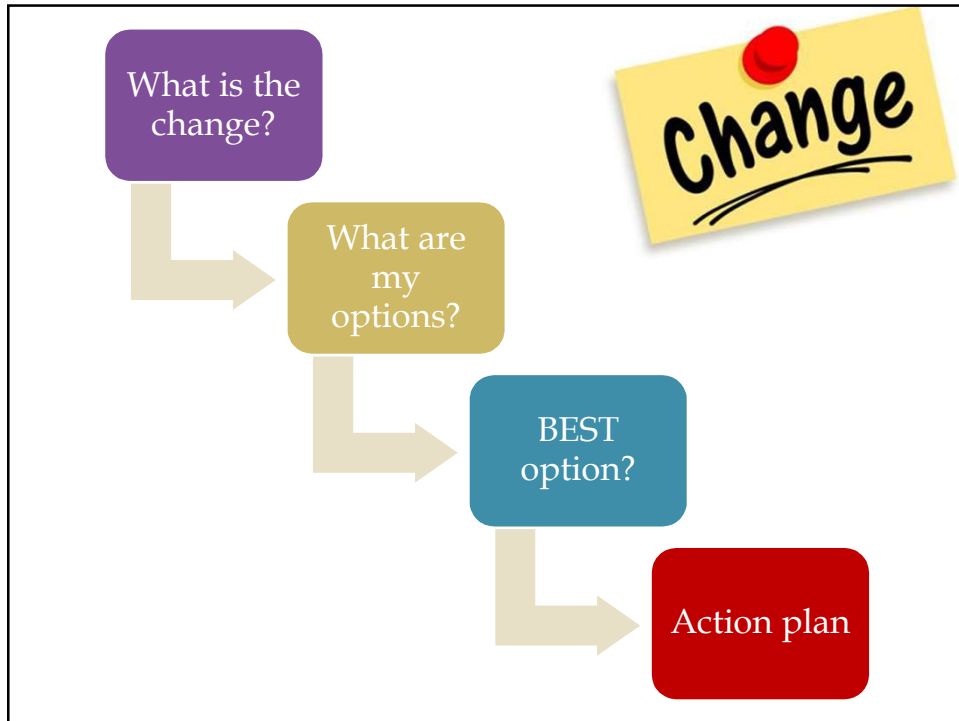 What is the
change?
Change
What are
my
options?
BEST
option?
Action plan